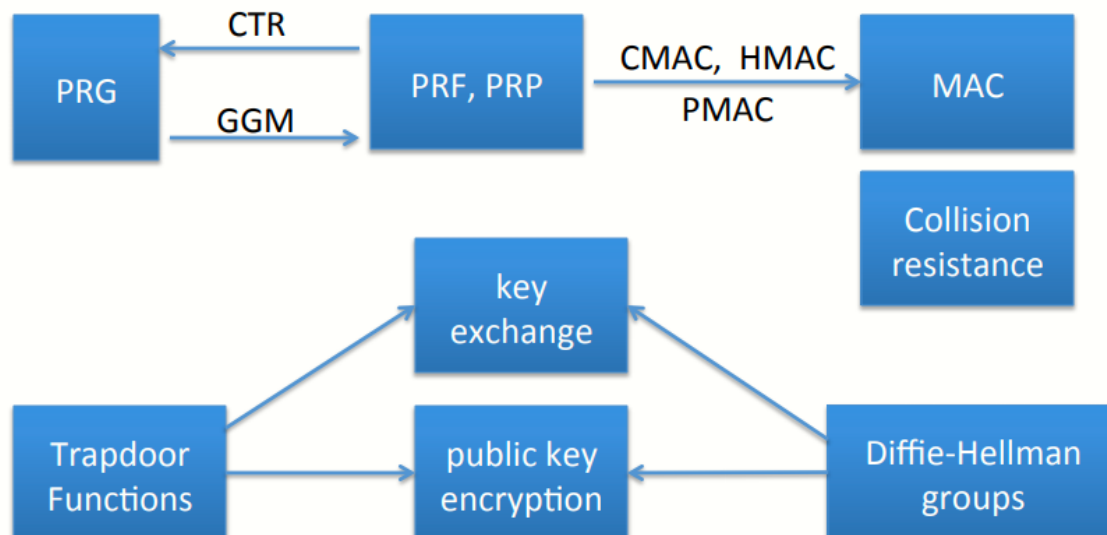 CTR
PRG
PRF, PRP
GGM
CMAC, HMAC
PMAC
MAC
Collision
resistance
key
exchange
Trapdoor
Functions
public key
encryption
Diffie-Hellman
groups